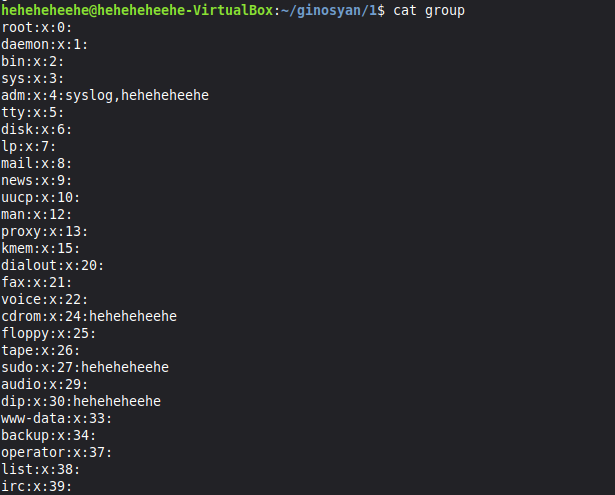 heheheheehe@heheheheehe-VirtualBox:~/ginosyan/1$ cat group
root:x:0:
daemon:x:1:
bin:x:2:
sys:x:3:
adm:x:4:syslog,heheheheehe
tty:x:5:
disk:x:6:
lp:x:7:
mail:x:8:
news:x:9:
uucp:x:10:
man:x:12:
proxy:x:13:
kmem:x:15:
dialout:x:20:
fax:x:21:
voice:x:22:
cdrom:x:24:heheheheehe
floppy:x:25:
tape:x:26:
sudo:x:27:heheheheehe
audio:x:29:
dip:x:30:heheheheehe
www-data:x:33:
backup:x:34:
operator:x:37:
list:x:38:
irc:x:39: